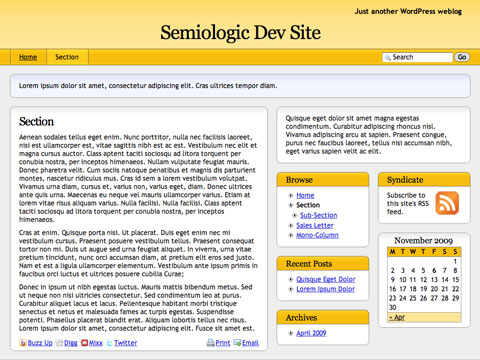 Just another WordPress weblog
Semiologic Dev Site
Home
Section
Search
Go
Lorem ipsum dolor sit amet, consectetur adipiscing elit. Cras ultrices tempor diam.
Section
Aenean sodales tellus eget enim. Nunc porttitor, nulla nec facilisis laoreet,
nisi est ullamcorper est, vitae sagittis nibh est ac est. Vestibulum nec elit et
magna cursus auctor. Class aptent taciti sociosqu ad litora torquent per
conubia nostra, per inceptos himenaeos. Nullam vulputate feugiat mauris.
Donec pharetra velit. Cum sociis natoque penatibus et magnis dis parturient
montes, nascetur ridiculus mus. Cras id sem a lorem vestibulum volutpat.
Vivamus urna diam, cursus et, varius non, varius eget, diam. Donec ultrices
ante quis urna. Maecenas eu neque vel mauris ullamcorper varius. Etiam et
lorem vitae risus aliquam varius. Nulla facilisi. Nulla facilisi. Class aptent
taciti sociosqu ad litora torquent per conubia nostra, per inceptos
himenaeos.
Cras at enim. Quisque porta nisi. Ut placerat. Duis eget enim nec mi
vestibulum cursus. Praesent posuere vestibulum tellus. Praesent consequat
tortor non mi. Duis ut augue sed urna feugiat aliquet. In viverra, urna vitae
pretium tincidunt, nunc orci accumsan diam, at pretium elit eros sed justo.
Nam et est a ligula ullamcorper elementum. Vestibulum ante ipsum primis in
faucibus orci luctus et ultrices posuere cubilia Curae;
Donec in ipsum ut nibh egestas luctus. Mauris mattis bibendum metus. Sed
ut neque non nisi ultricies consectetur. Sed condimentum leo at purus.
Curabitur aliquet lacus et lacus. Pellentesque habitant morbi tristique
senectus et netus et malesuada fames ac turpis egestas. Suspendisse
potenti. Phasellus placerat blandit erat. Aliquam lobortis tellus nec risus.
Lorem ipsum dolor sit amet, consectetur adipiscing elit. Fusce sit amet est.
Buzz Up
Digg
Mixx
Twitter
Print
Email
Quisque eget dolor sit amet magna egestas
condimentum. Curabitur adipiscing rhoncus nisl.
Vivamus adipiscing arcu at sapien. Praesent congue,
purus nec faucibus laoreet, tellus nisi accumsan nibh,
eget varius sapien velit ac elit.
Browse
Home
Section
Sub-Section
Sales Letter
Mono-Column
Recent Posts
Quisque Eget Dolor
Lorem Ipsum Dolor
Archives
April 2009
Syndicate
Subscribe to
this site's RSS
feed.
November 2009
M T W T F S S
1
2 3 4 5 6 7 8
9 10 11 12 13 14 15
16 17 18 19 20 21 22
23 24 25 26 27 28 29
30
« Apr